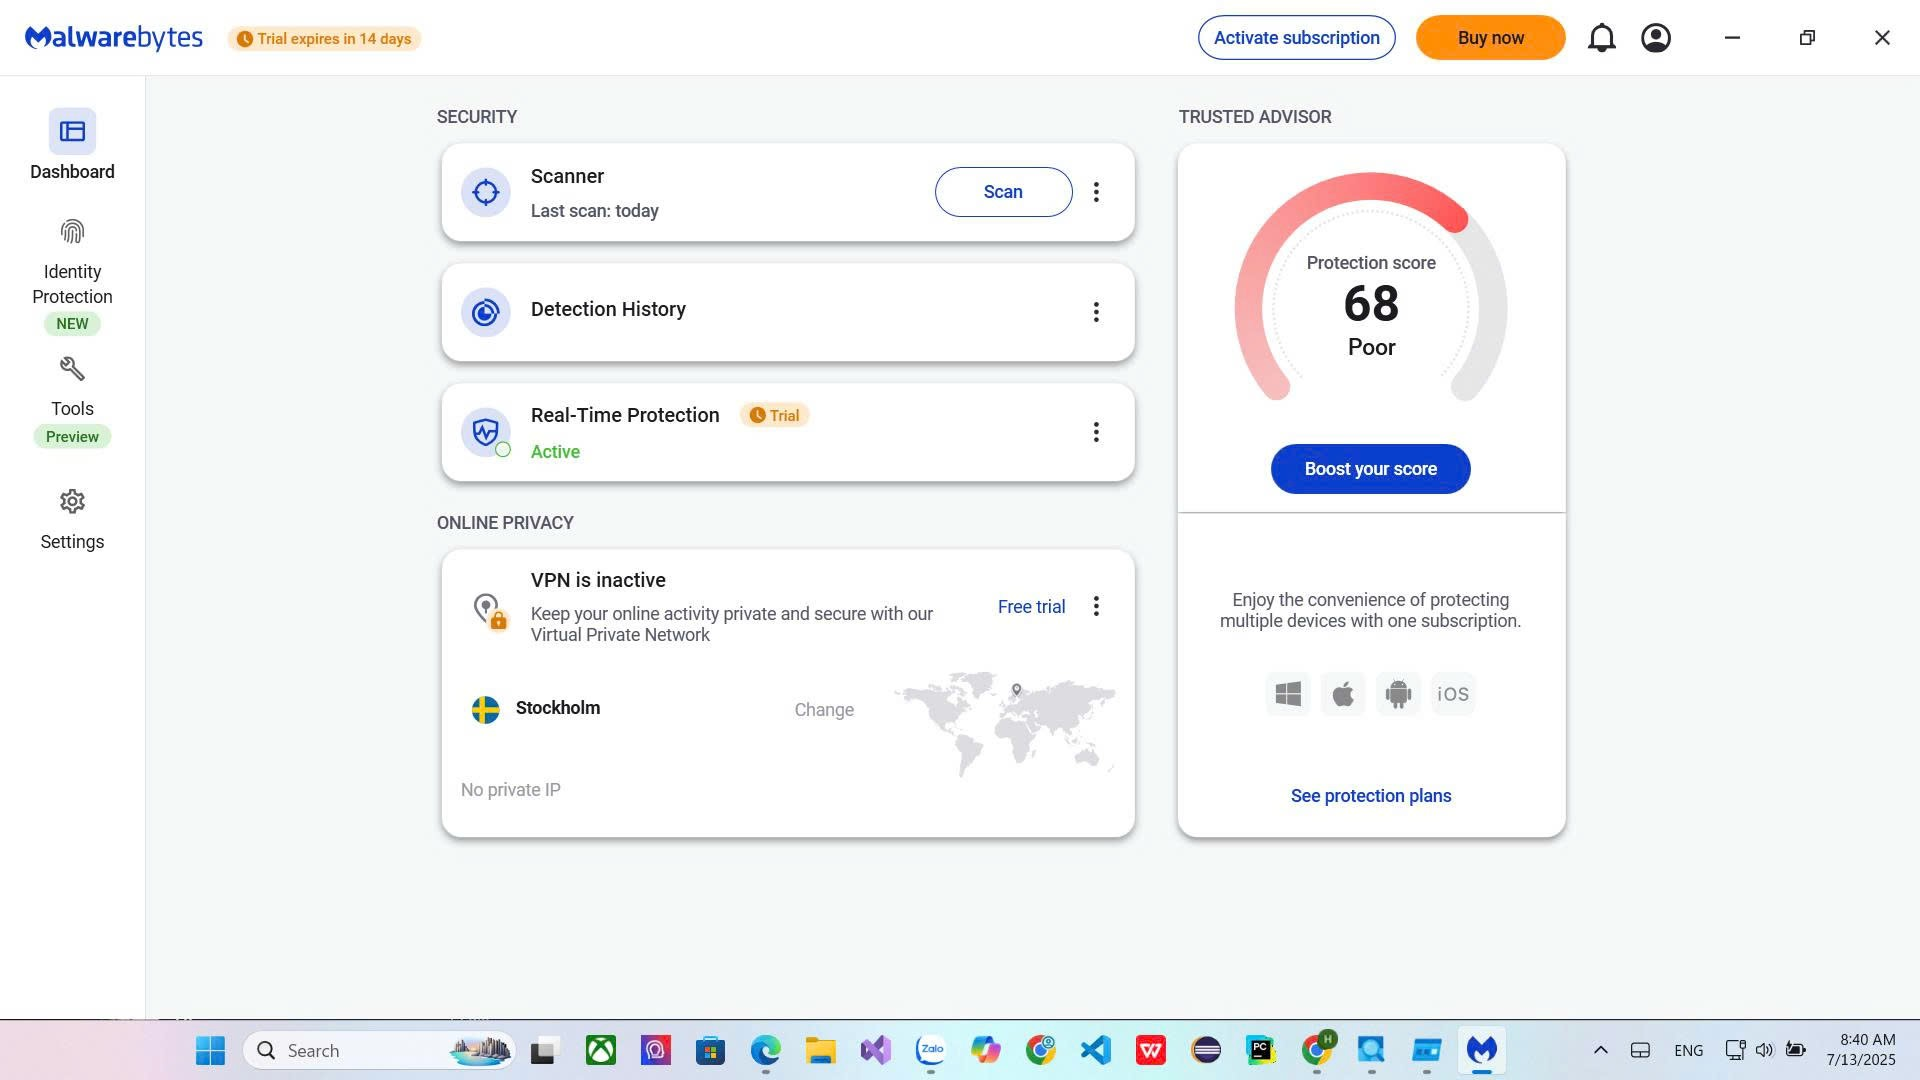 Malwarebytes
Trial expires in 14 days
Activate subscription
Buy now
Dashboard
Identity
Protection
NEW
Tools
Preview
Settings
SECURITY
Scanner
Last scan: today
Scan
Detection History
Real-Time Protection
Trial
Active
ONLINE PRIVACY
VPN is inactive
Keep your online activity private and secure with our
Virtual Private Network
Free trial
Stockholm
Change
No private IP
TRUSTED ADVISOR
Protection score
68
Poor
Boost your score
Enjoy the convenience of protecting
multiple devices with one subscription.
iOS
See protection plans
Search
Zalo
PC
H
ENG
8:40 AM
7/13/2025